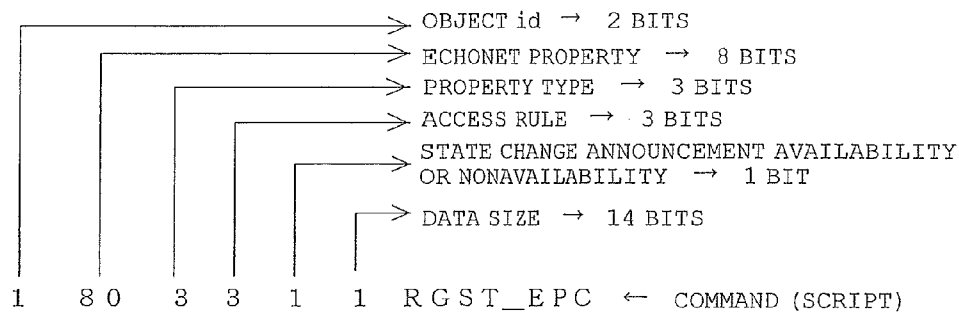 OBJECT id → 2 BITS
ECHONET PROPERTY → 8 BITS
PROPERTY TYPE → 3 BITS
ACCESS RULE → 3 BITS
STATE CHANGE ANNOUNCEMENT AVAILABILITY
OR NONAVAILABILITY → 1 BIT
DATA SIZE → 14 BITS
1 80 3 3 1 1 RGST_EPC ← COMMAND (SCRIPT)